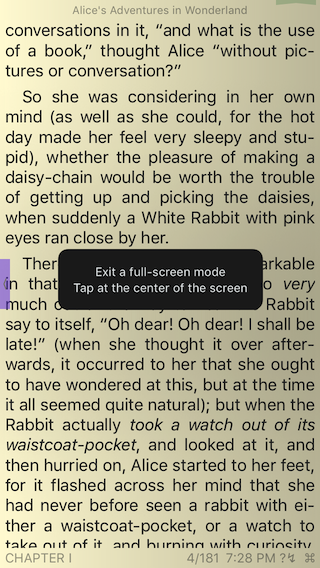 Alice's Adventures in Wonderland
conversations in it, “and what is the use
of a book,” thought Alice “without pic-
tures or conversation?”
So she was considering in her own
mind (as well as she could, for the hot
day made her feel very sleepy and stu-
pid), whether the pleasure of making a
daisy-chain would be worth the trouble
of getting up and picking the daisies,
when suddenly a White Rabbit with pink
eyes ran close by her.
Exit a full-screen mode
Tap at the center of the screen
in that very
much Rabbit
say to itself, “Oh dear! Oh dear! I shall be
late!” (when she thought it over after-
wards, it occurred to her that she ought
to have wondered at this, but at the time
it all seemed quite natural); but when the
Rabbit actually took a watch out of its
waistcoat-pocket, and looked at it, and
then hurried on, Alice started to her feet,
for it flashed across her mind that she
had never before seen a rabbit with ei-
ther a waistcoat-pocket, or a watch to
take out of it, and burning with curiosity,
CHAPTER I 4/181 7:28 PM ?↯ ⌘